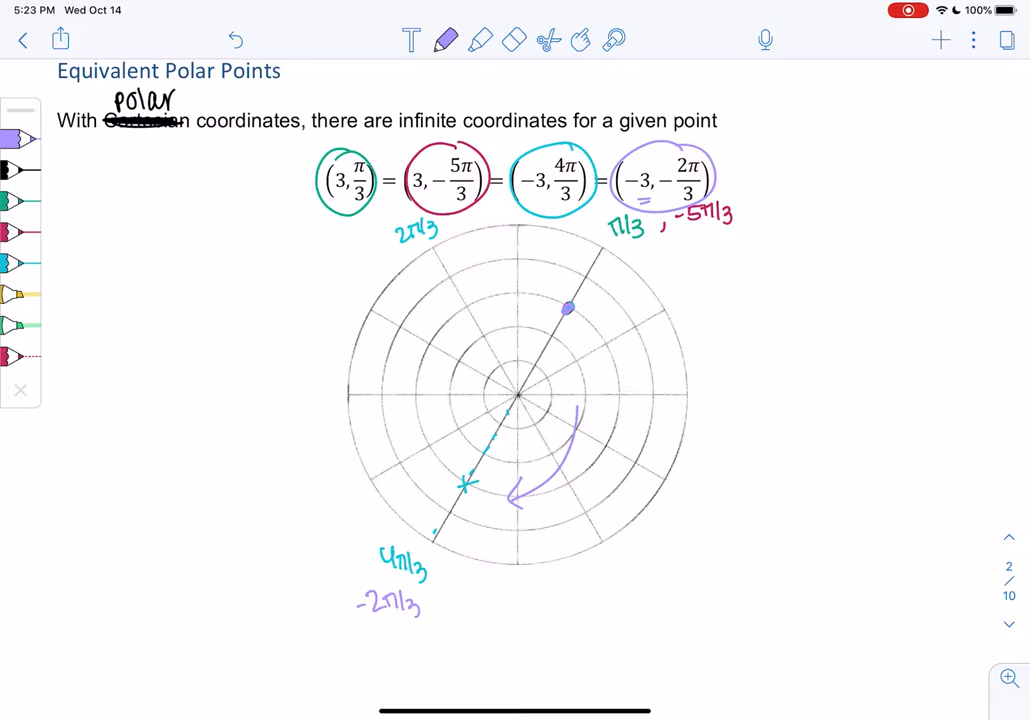 5:23 PM Wed Oct 14
100%
Equivalent Polar Points
polar
With Cartesian coordinates, there are infinite coordinates for a given point
(3, π/3) = (3, −5π/3) = (−3, 4π/3) = (−3, −2π/3)
2π/3 π/3 , -5π/3
4π/3
-2π/3
2
/
10